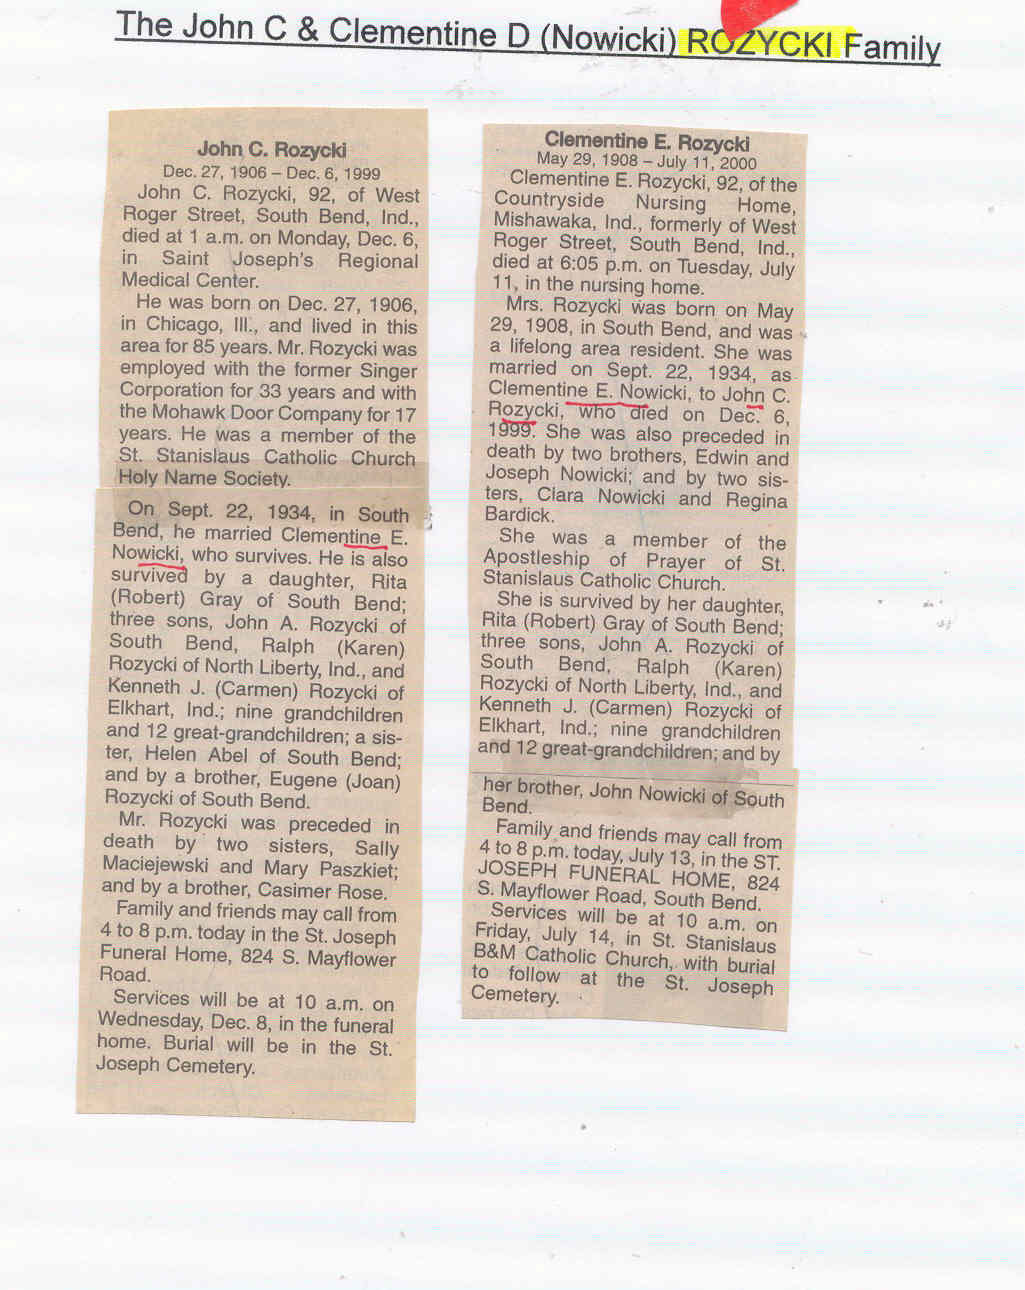 The John C & Clementine D (Nowicki) ROZYCKI Family
John C. Rozycki
Dec. 27, 1906 – Dec. 6, 1999
John C. Rozycki, 92, of West
Roger Street, South Bend, Ind.,
died at 1 a.m. on Monday, Dec. 6,
in Saint Joseph's Regional
Medical Center.
He was born on Dec. 27, 1906,
in Chicago, Ill., and lived in this
area for 85 years. Mr. Rozycki was
employed with the former Singer
Corporation for 33 years and with
the Mohawk Door Company for 17
years. He was a member of the
St. Stanislaus Catholic Church
Holy Name Society.
On Sept. 22, 1934, in South
Bend, he married Clementine E.
Nowicki, who survives. He is also
survived by a daughter, Rita
(Robert) Gray of South Bend;
three sons, John A. Rozycki of
South Bend, Ralph (Karen)
Rozycki of North Liberty, Ind., and
Kenneth J. (Carmen) Rozycki of
Elkhart, Ind.; nine grandchildren
and 12 great-grandchildren; a sis-
ter, Helen Abel of South Bend;
and by a brother, Eugene (Joan)
Rozycki of South Bend.
Mr. Rozycki was preceded in
death by two sisters, Sally
Maciejewski and Mary Paszkiet;
and by a brother, Casimer Rose.
Family and friends may call from
4 to 8 p.m. today in the St. Joseph
Funeral Home, 824 S. Mayflower
Road.
Services will be at 10 a.m. on
Wednesday, Dec. 8, in the funeral
home. Burial will be in the St.
Joseph Cemetery.
Clementine E. Rozycki
May 29, 1908 – July 11, 2000
Clementine E. Rozycki, 92, of the
Countryside Nursing Home,
Mishawaka, Ind., formerly of West
Roger Street, South Bend, Ind.,
died at 6:05 p.m. on Tuesday, July
11, in the nursing home.
Mrs. Rozycki was born on May
29, 1908, in South Bend, and was
a lifelong area resident. She was
married on Sept. 22, 1934, as
Clementine E. Nowicki, to John C.
Rozycki, who died on Dec. 6,
1999. She was also preceded in
death by two brothers, Edwin and
Joseph Nowicki; and by two sis-
ters, Clara Nowicki and Regina
Bardick.
She was a member of the
Apostleship of Prayer of St.
Stanislaus Catholic Church.
She is survived by her daughter,
Rita (Robert) Gray of South Bend;
three sons, John A. Rozycki of
South Bend, Ralph (Karen)
Rozycki of North Liberty, Ind., and
Kenneth J. (Carmen) Rozycki of
Elkhart, Ind.; nine grandchildren
and 12 great-grandchildren; and by
her brother, John Nowicki of South
Bend.
Family and friends may call from
4 to 8 p.m. today, July 13, in the ST.
JOSEPH FUNERAL HOME, 824
S. Mayflower Road, South Bend.
Services will be at 10 a.m. on
Friday, July 14, in St. Stanislaus
B&M Catholic Church, with burial
to follow at the St. Joseph
Cemetery.